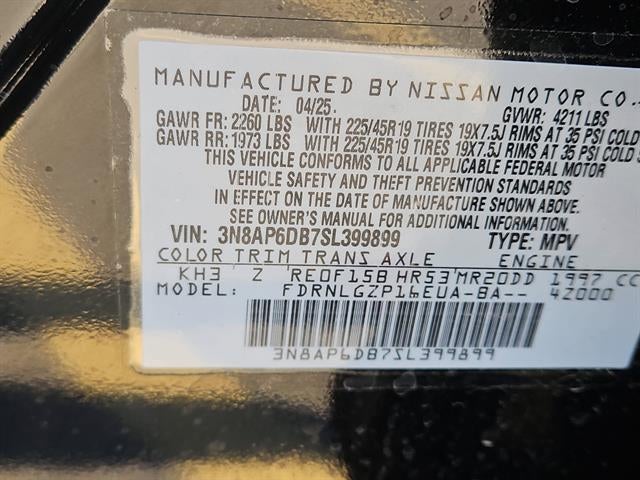 MANUFACTURED BY NISSAN MOTOR CO.,
DATE: 04/25. GVWR: 4211 LBS
GAWR FR: 2260 LBS WITH 225/45R19 TIRES 19X7.5J RIMS AT 35 PSI COLD
GAWR RR: 1973 LBS WITH 225/45R19 TIRES 19X7.5J RIMS AT 35 PSI COLD
THIS VEHICLE CONFORMS TO ALL APPLICABLE FEDERAL MOTOR
VEHICLE SAFETY AND THEFT PREVENTION STANDARDS
IN EFFECT ON THE DATE OF MANUFACTURE SHOWN ABOVE.
SEE OWNER'S MANUAL FOR ADDITIONAL INFORMATION.
VIN: 3N8AP6DB7SL399899 TYPE: MPV
COLOR TRIM TRANS AXLE ENGINE
KH3 Z RE0F15B HR53 MR20DD 1997 CC
MODEL: FDRNLGZP16EUA-BA-- 4Z000
3N8AP6DB7SL399899